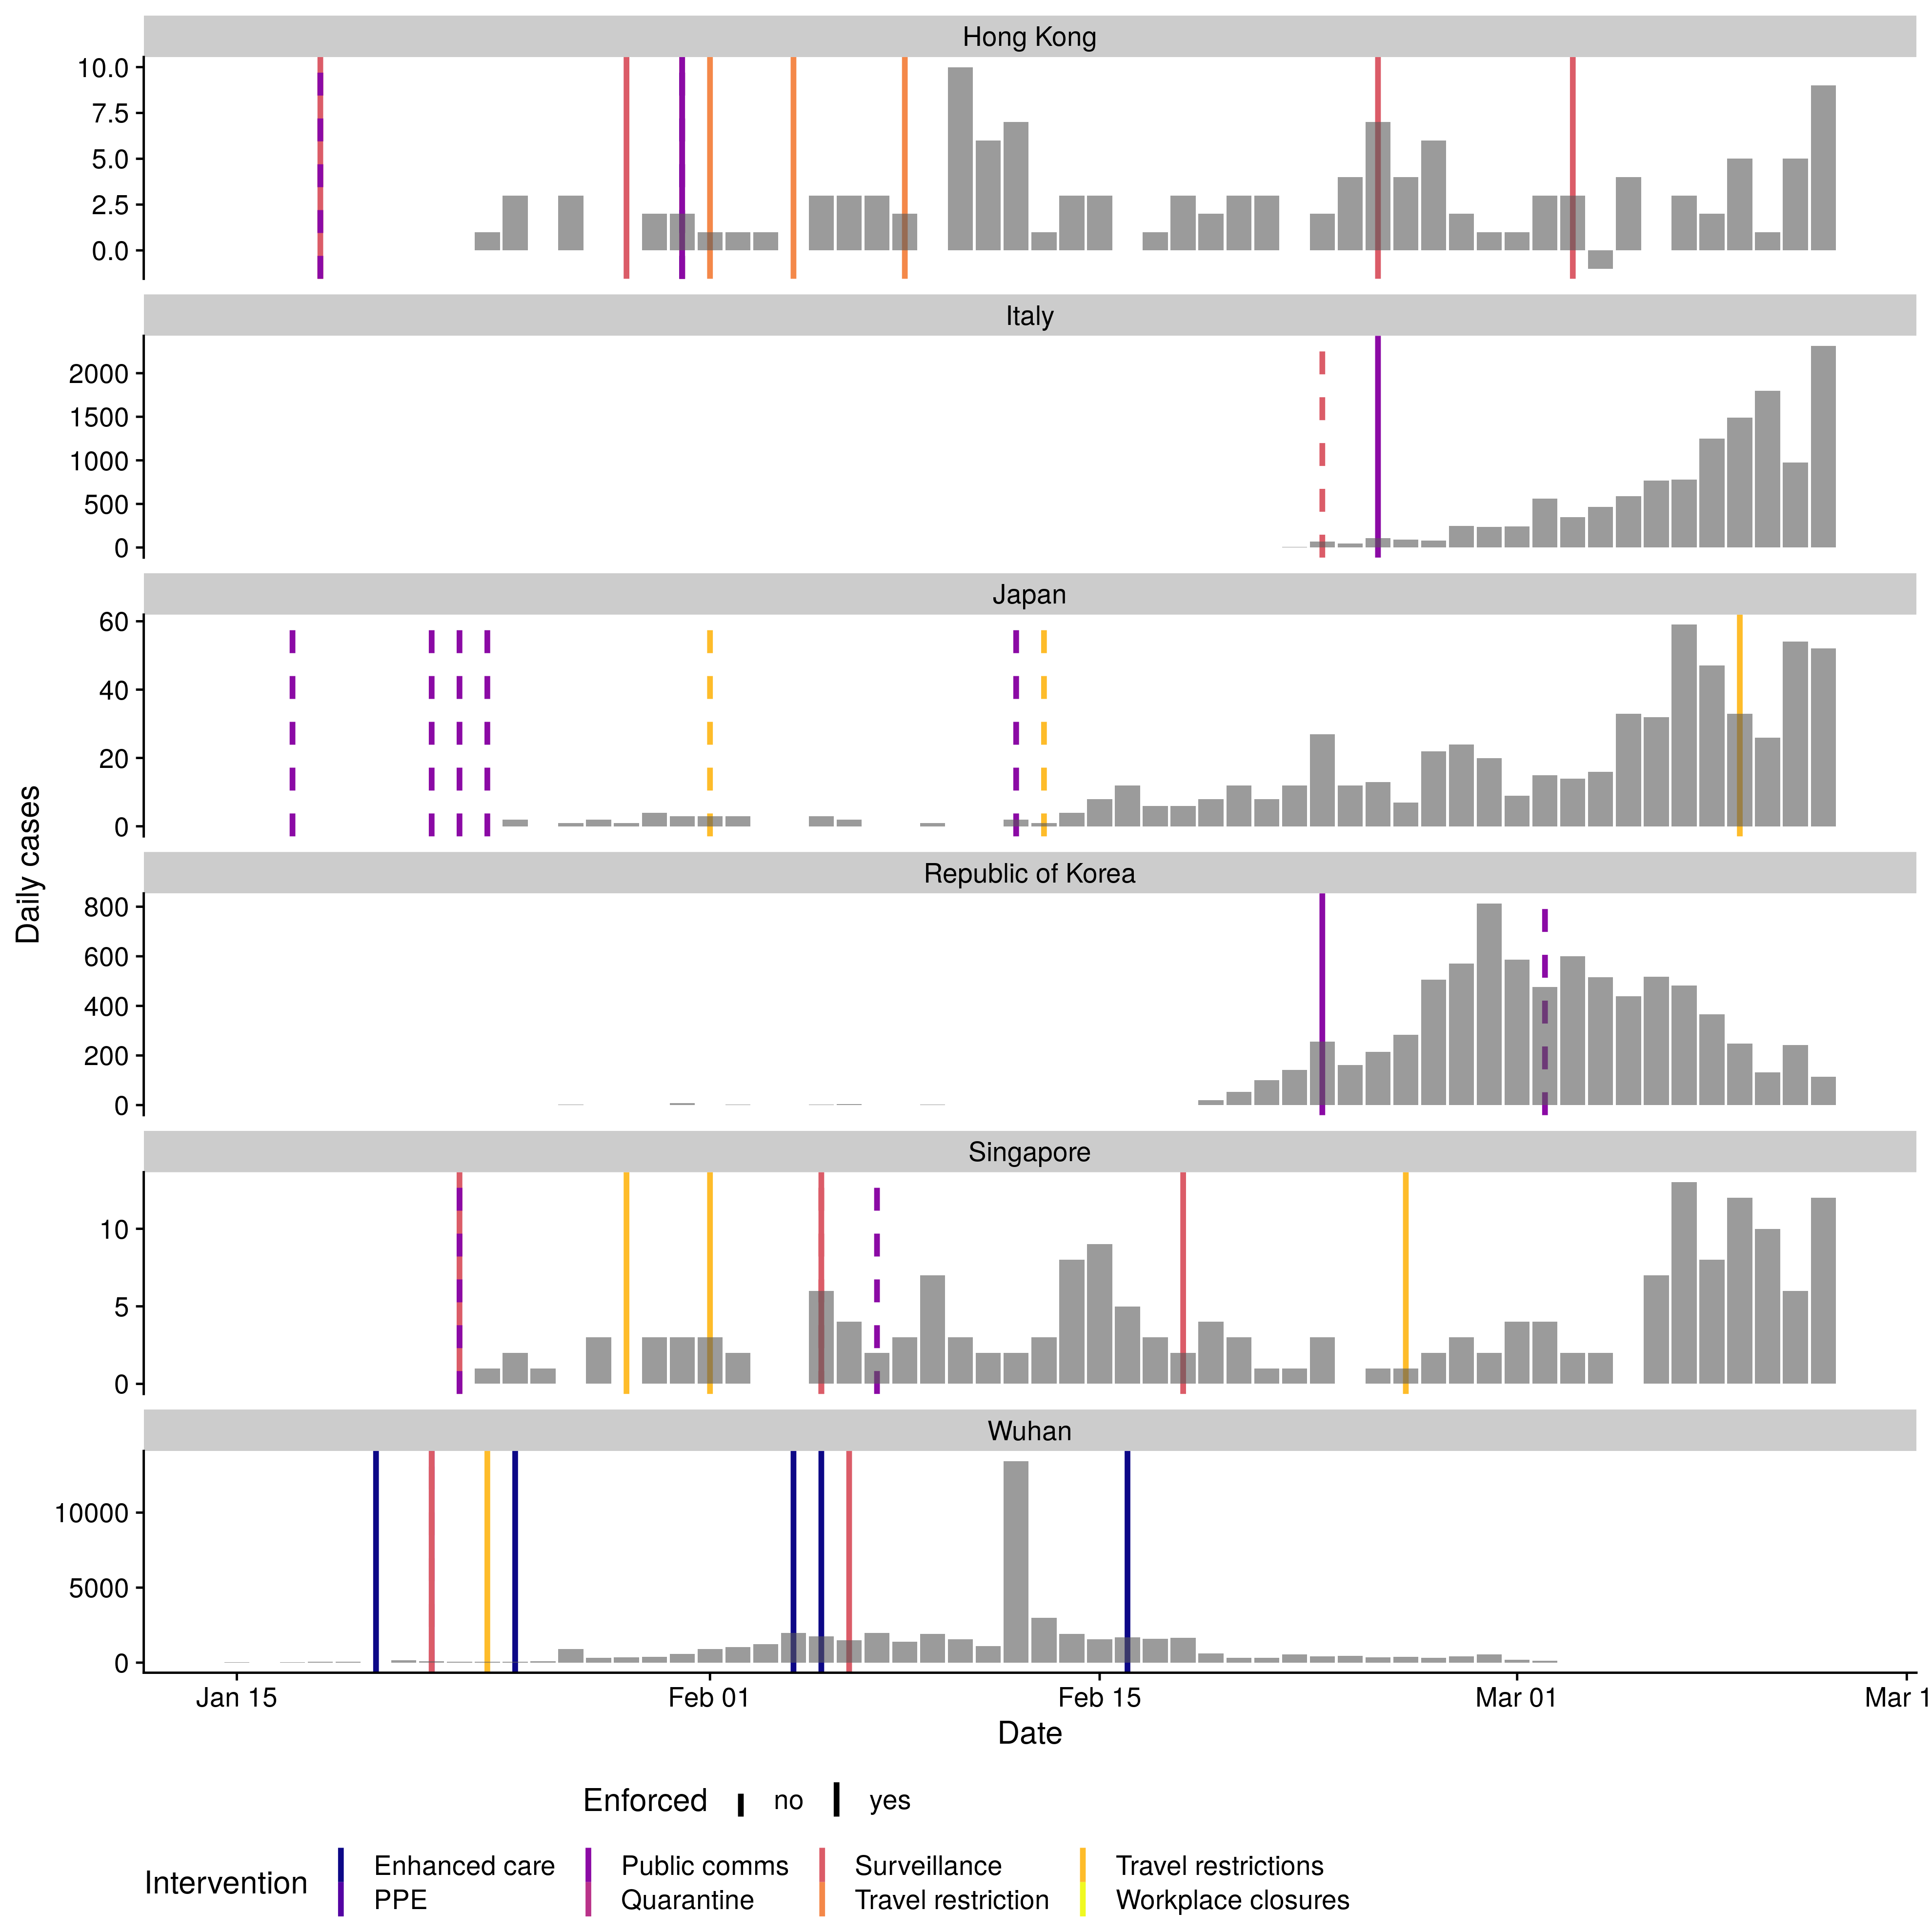 Hong Kong
10.0
7.5
5.0
2.5
0.0
Italy
2000
1500
1000
500
0
Japan
60
40
20
0
Daily cases
Republic of Korea
800
600
400
200
0
Singapore
10
5
0
Wuhan
10000
5000
0
Jan 15 Feb 01 Feb 15 Mar 01 Mar 1
Date
Enforced no yes
Intervention
Enhanced care Public comms Surveillance Travel restrictions
PPE Quarantine Travel restriction Workplace closures